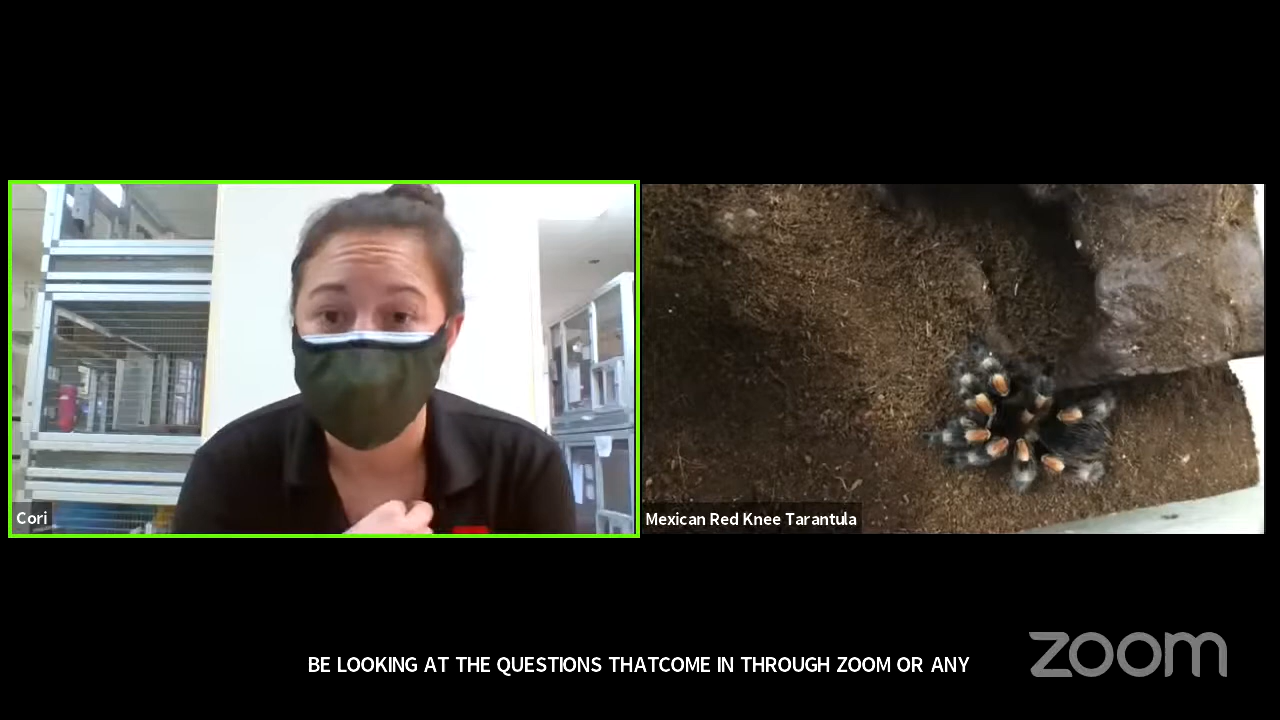 Cori
Mexican Red Knee Tarantula
BE LOOKING AT THE QUESTIONS THATCOME IN THROUGH ZOOM OR ANY
zoom